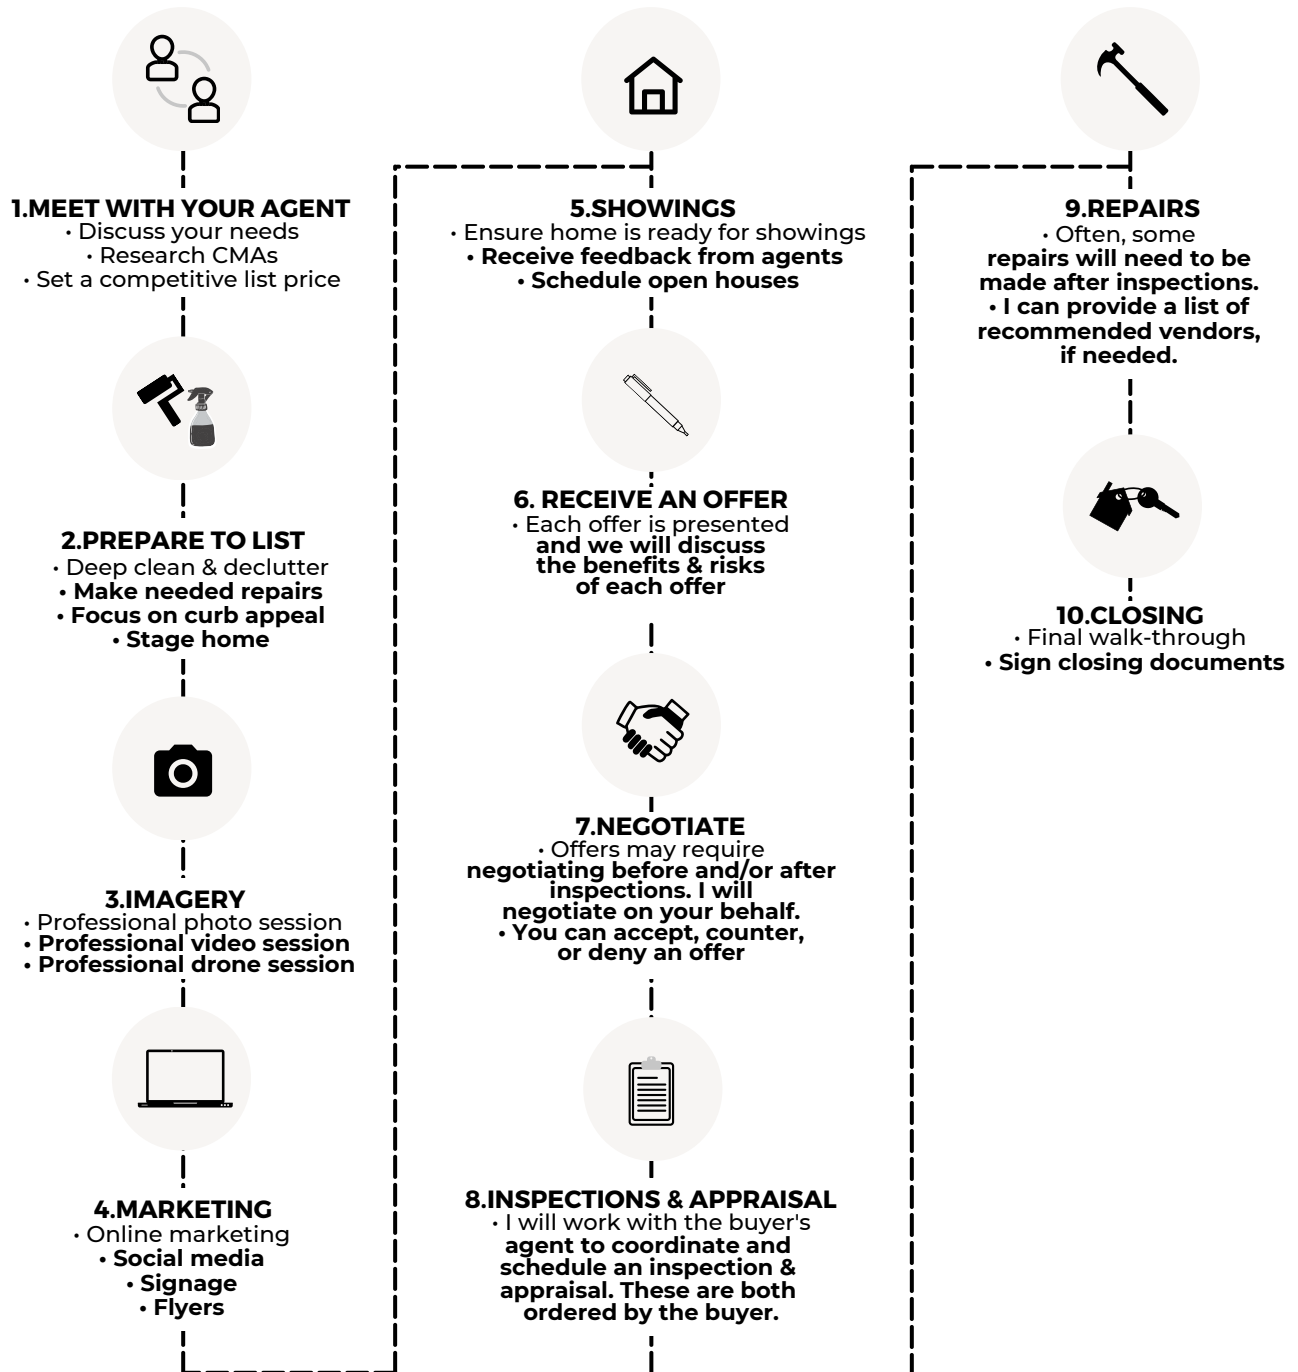 1.MEET WITH YOUR AGENT
• Discuss your needs
• Research CMAs
• Set a competitive list price
2.PREPARE TO LIST
• Deep clean & declutter
• Make needed repairs
• Focus on curb appeal
• Stage home
3.IMAGERY
• Professional photo session
• Professional video session
• Professional drone session
4.MARKETING
• Online marketing
• Social media
• Signage
• Flyers
5.SHOWINGS
• Ensure home is ready for showings
• Receive feedback from agents
• Schedule open houses
6. RECEIVE AN OFFER
• Each offer is presented
and we will discuss
the benefits & risks
of each offer
7.NEGOTIATE
• Offers may require
negotiating before and/or after
inspections. I will
negotiate on your behalf.
• You can accept, counter,
or deny an offer
8.INSPECTIONS & APPRAISAL
• I will work with the buyer's
agent to coordinate and
schedule an inspection &
appraisal. These are both
ordered by the buyer.
9.REPAIRS
• Often, some
repairs will need to be
made after inspections.
• I can provide a list of
recommended vendors,
if needed.
10.CLOSING
• Final walk-through
• Sign closing documents